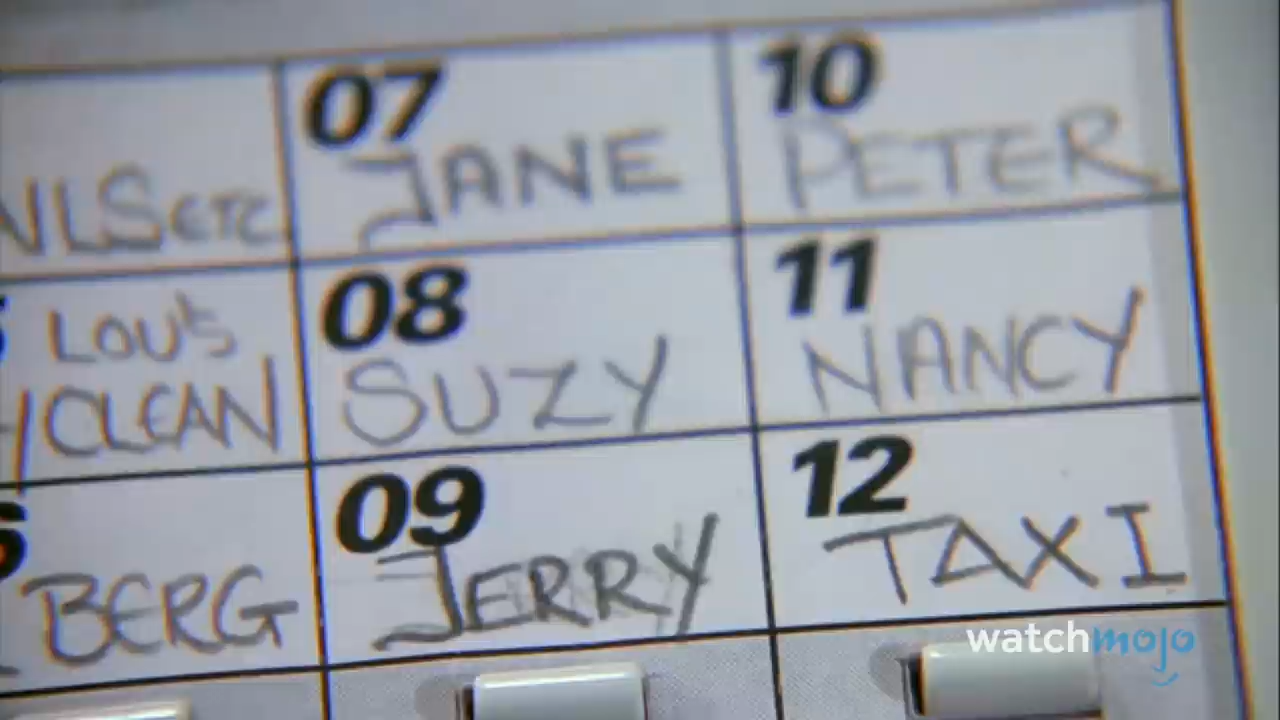 07
JANE
10
PETER
08
SUZY
11
NANCY
LOU'S
/CLEAN
09
JERRY
12
TAXI
BERG
watchmojo